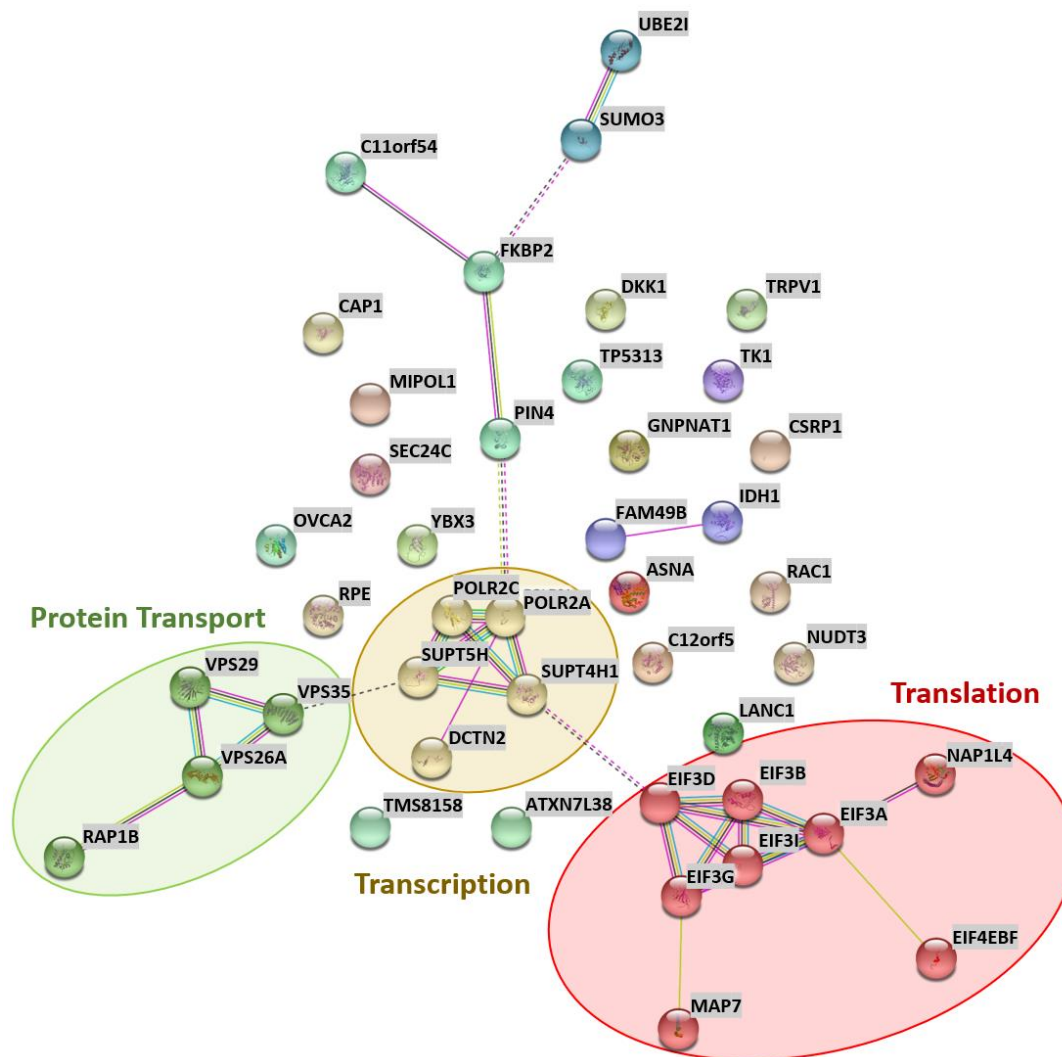 UBE2I
SUMO3
C11orf54
FKBP2
DKK1
TRPV1
CAP1
TP5313
TK1
MIPOL1
PIN4
GNPNAT1
CSRP1
SEC24C
IDH1
FAM49B
OVCA2
YBX3
ASNA
RAC1
POLR2C
POLR2A
RPE
Protein Transport
SUPT5H
SUPT4H1
C12orf5
NUDT3
VPS29
VPS35
Translation
LANC1
DCTN2
VPS26A
EIF3D
EIF3B
NAP1L4
EIF3A
TMS8158
ATXN7L38
RAP1B
EIF3I
EIF3G
Transcription
EIF4EBF
MAP7